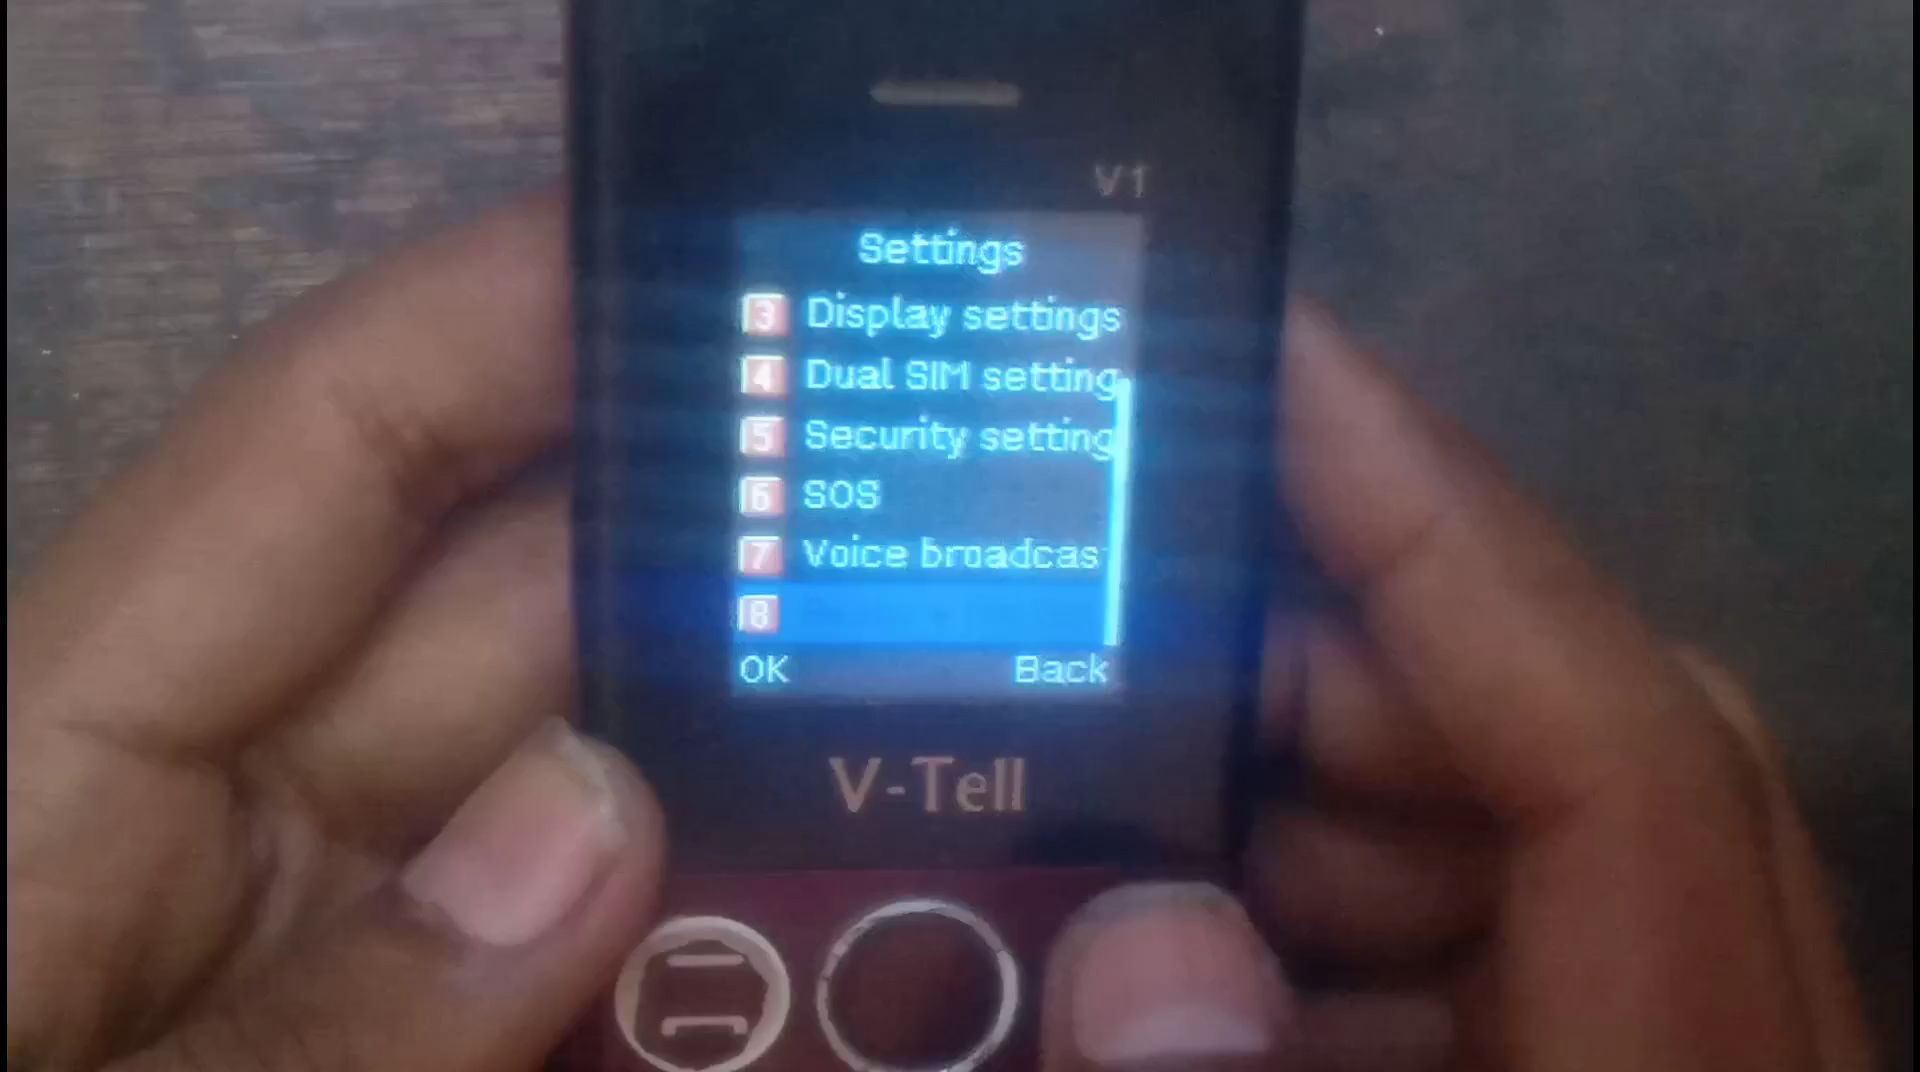 V1
Settings
3 Display settings
4 Dual SIM setting
5 Security setting
6 SOS
7 Voice broadcas
8
OK Back
V-Tell